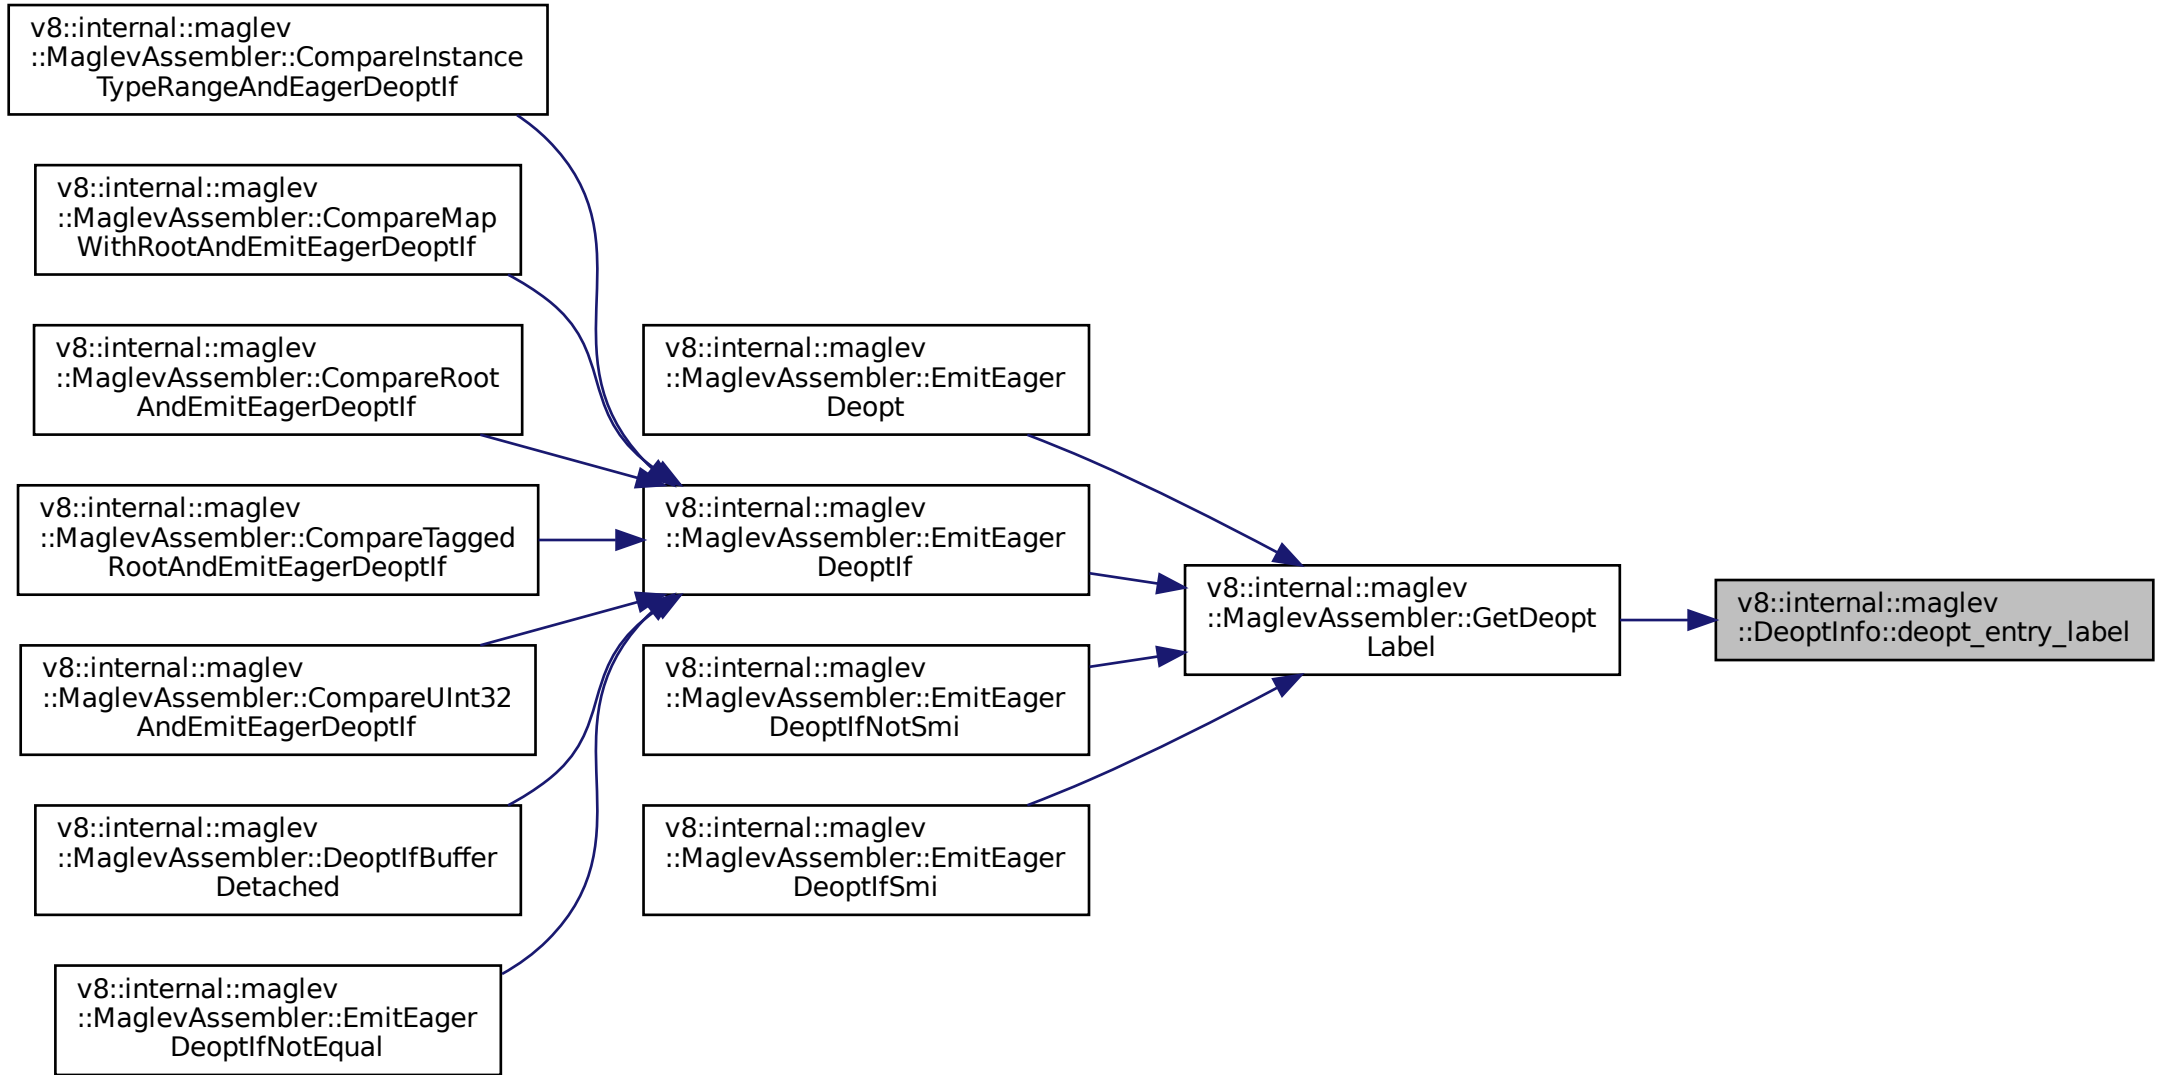 v8::internal::maglev
::MaglevAssembler::CompareInstance
TypeRangeAndEagerDeoptIf
v8::internal::maglev
::MaglevAssembler::CompareMap
WithRootAndEmitEagerDeoptIf
v8::internal::maglev
::MaglevAssembler::CompareRoot
AndEmitEagerDeoptIf
v8::internal::maglev
::MaglevAssembler::CompareTagged
RootAndEmitEagerDeoptIf
v8::internal::maglev
::MaglevAssembler::CompareUInt32
AndEmitEagerDeoptIf
v8::internal::maglev
::MaglevAssembler::DeoptIfBuffer
Detached
v8::internal::maglev
::MaglevAssembler::EmitEager
DeoptIfNotEqual
v8::internal::maglev
::MaglevAssembler::EmitEager
Deopt
v8::internal::maglev
::MaglevAssembler::EmitEager
DeoptIf
v8::internal::maglev
::MaglevAssembler::EmitEager
DeoptIfNotSmi
v8::internal::maglev
::MaglevAssembler::EmitEager
DeoptIfSmi
v8::internal::maglev
::MaglevAssembler::GetDeopt
Label
v8::internal::maglev
::DeoptInfo::deopt_entry_label